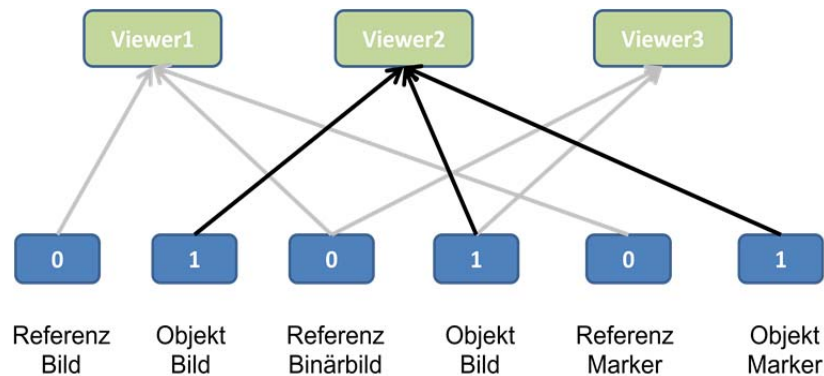 Viewer1 Viewer2 Viewer3
0 1 0 1 0 1
Referenz Objekt Referenz Objekt Referenz Objekt
Bild Bild Binärbild Bild Marker Marker